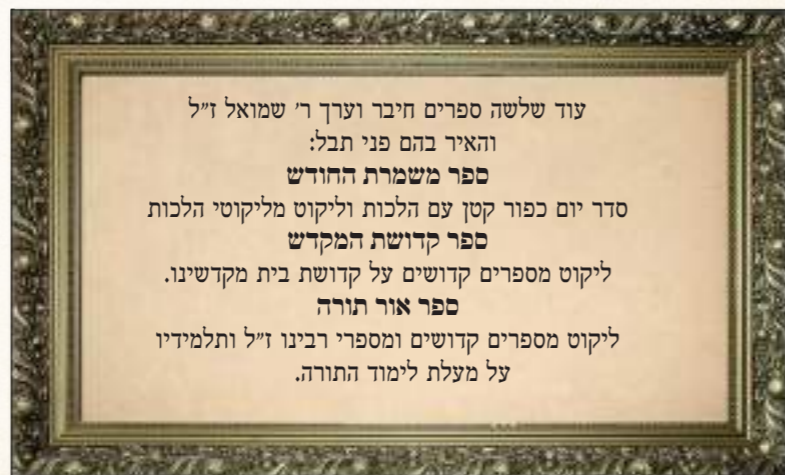 עוד שלשה ספרים חיבר וערך ר׳ שמואל ז״ל
והאיר בהם פני תבל:
ספר משמרת החודש
סדר יום כפור קטן עם הלכות וליקוט מליקוטי הלכות
ספר קדושת המקדש
ליקוט מספרים קדושים על קדושת בית מקדשינו.
ספר אור תורה
ליקוט מספרים קדושים ומספרי רבינו ז״ל ותלמידיו
על מעלת לימוד התורה.